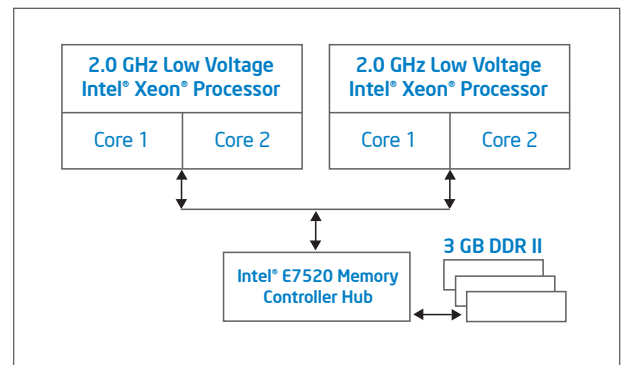 2.0 GHz Low Voltage
Intel® Xeon® Processor
Core 1
Core 2
2.0 GHz Low Voltage
Intel® Xeon® Processor
Core 1
Core 2
3 GB DDR II
Intel® E7520 Memory
Controller Hub